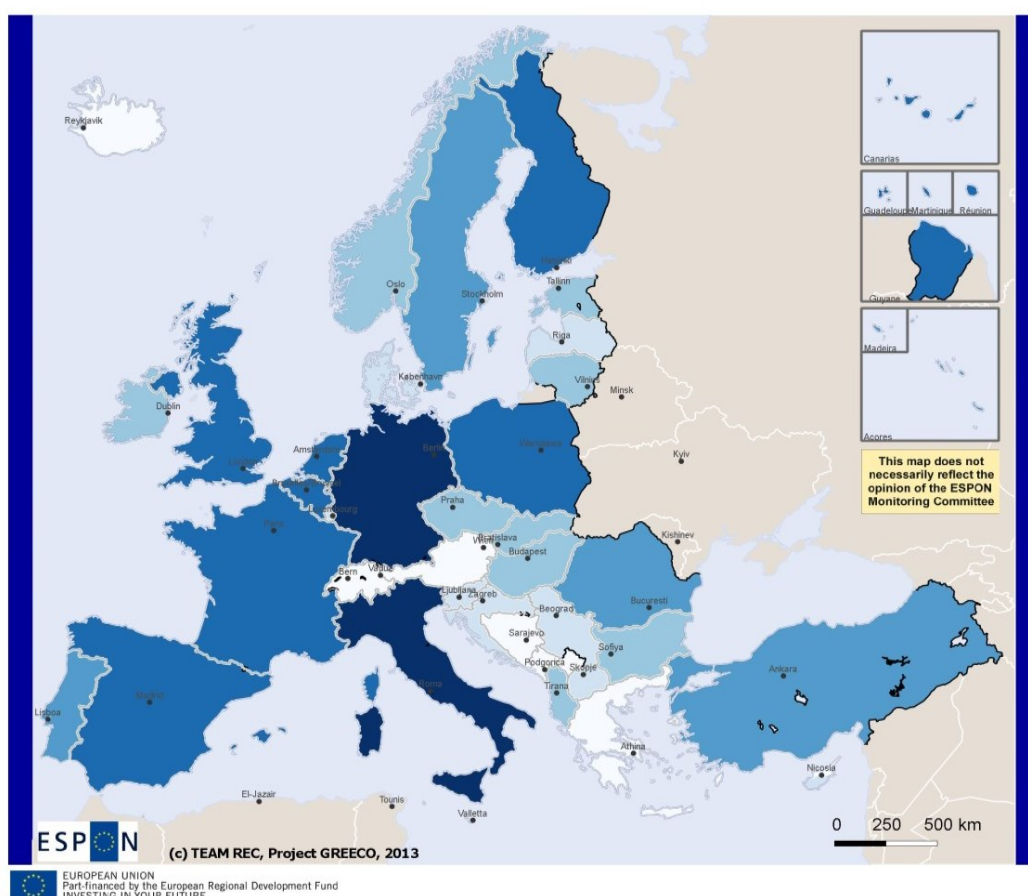 Reykjavik
Canarias
Guadeloupe
Martinique
Réunion
Guyane
Madeira
Acores
This map does not
necessarily reflect the
opinion of the ESPON
Monitoring Committee
Oslo
Helsinki
Tallinn
Stockholm
Riga
København
Vilnius
Minsk
Dublin
London
Amsterdam
Berlin
Warszawa
Kyiv
Luxembourg
Paris
Praha
Wien
Bratislava
Budapest
Kishinev
Bern
Vaduz
Ljubljana
Zagreb
Beograd
Bucuresti
Sarajevo
Sofiya
Podgorica
Skopje
Tirana
Ankara
Roma
Madrid
Lisboa
Athina
Nicosia
El-Jazair
Tounis
Valletta
0 250 500 km
ESPON
(c) TEAM REC, Project GREECO, 2013
EUROPEAN UNION
Part-financed by the European Regional Development Fund
INVESTING IN YOUR FUTURE